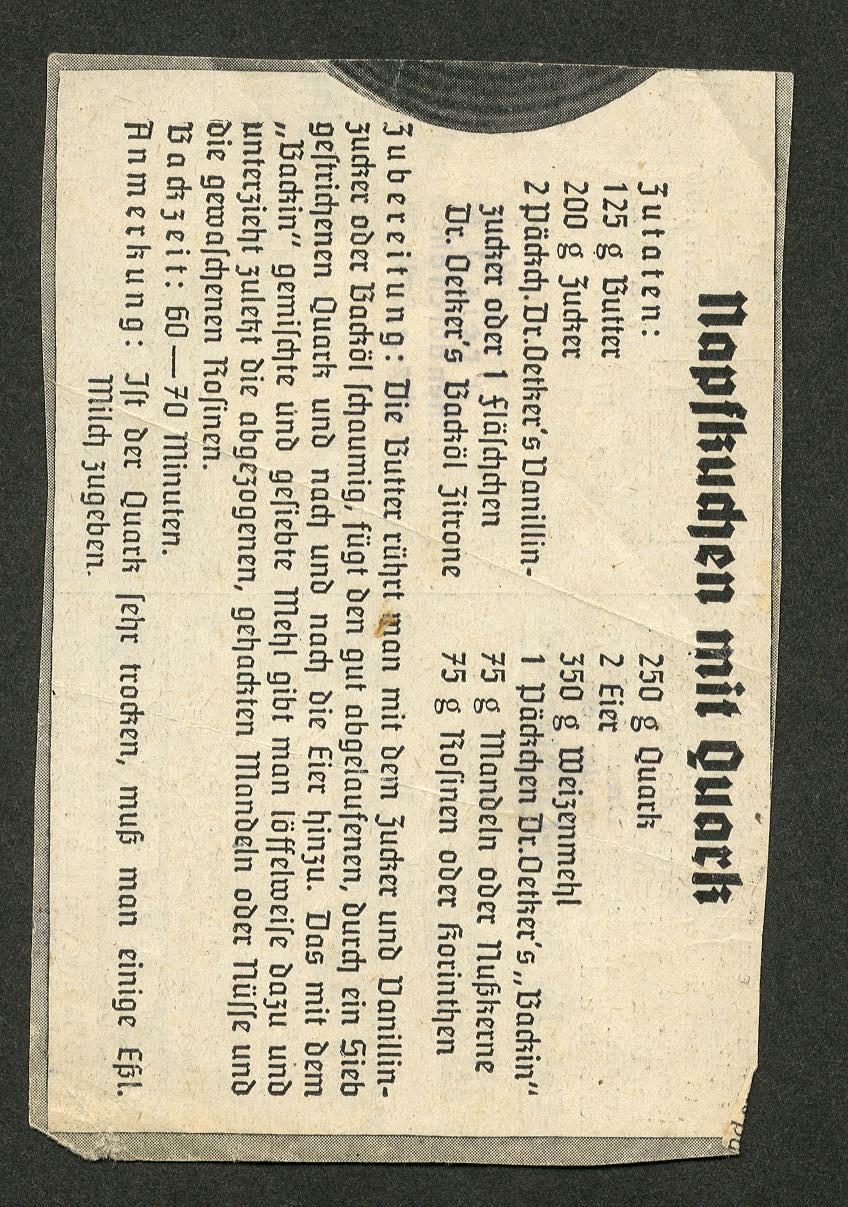 Napfkuchen mit Quark
Zutaten:
125 g Butter
200 g Zucker
2 Päckch. Dr. Oetker's Vanillin-
zucker oder 1 Fläschchen
Dr. Oetker's Backöl Zitrone
250 g Quark
2 Eier
350 g Weizenmehl
1 Päckchen Dr. Oetker's „Backin“
75 g Mandeln oder Nußkerne
75 g Rosinen oder Korinthen
Zubereitung: Die Butter rührt man mit dem Zucker und Vanillin-
zucker oder Backöl schaumig, fügt den gut abgelaufenen, durch ein Sieb
gestrichenen Quark und nach und nach die Eier hinzu. Das mit dem
„Backin“ gemischte und gesiebte Mehl gibt man löffelweise dazu und
unterzieht zuletzt die abgezogenen, gehackten Mandeln oder Nüsse und
die gewaschenen Rosinen.
Backzeit: 60—70 Minuten.
Anmerkung: Ist der Quark sehr trocken, muß man einige Eßl.
Milch zugeben.